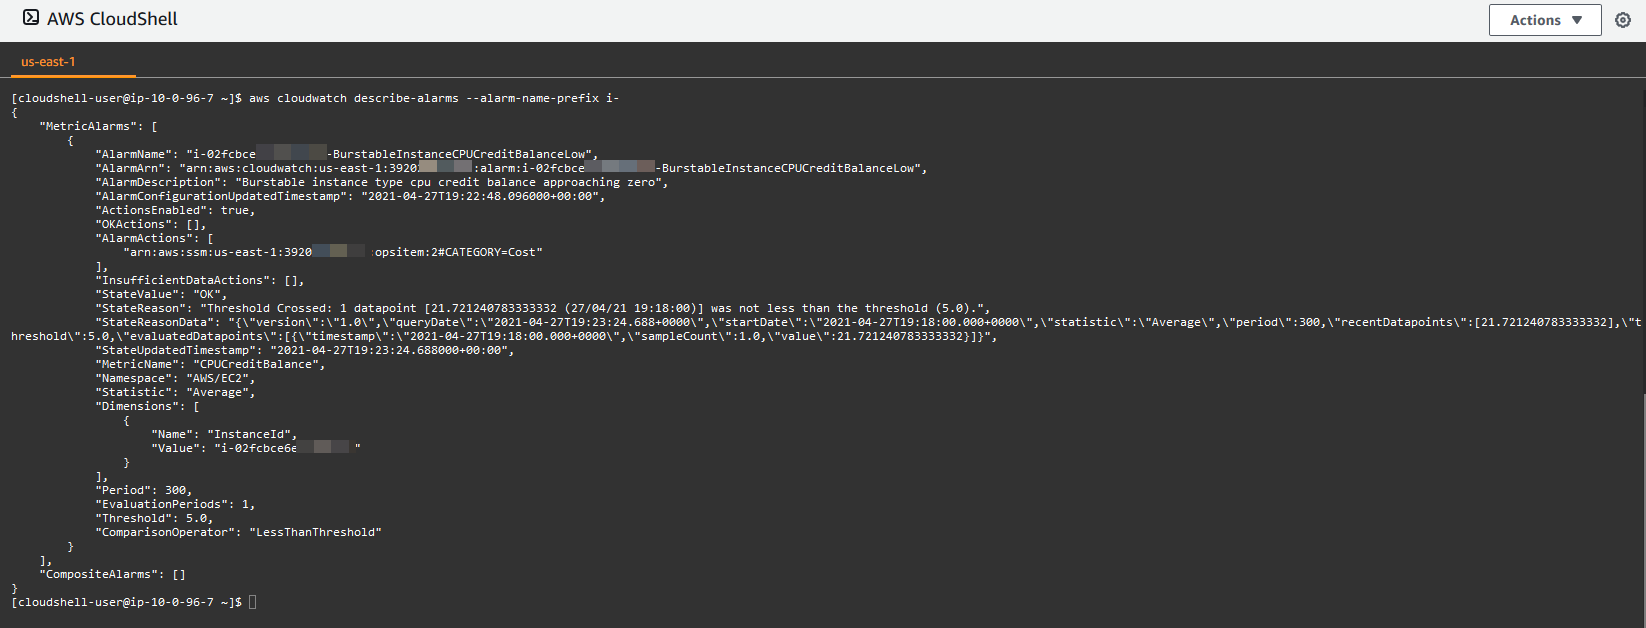 AWS CloudShell
Actions
us-east-1
[cloudshell-user@ip-10-0-96-7 ~]$ aws cloudwatch describe-alarms --alarm-name-prefix i-
{
"MetricAlarms": [
{
"AlarmName": "i-02fcbce -BurstableInstanceCPUCreditBalanceLow",
"AlarmArn": "arn:aws:cloudwatch:us-east-1:3920 :alarm:i-02fcbce -BurstableInstanceCPUCreditBalanceLow",
"AlarmDescription": "Burstable instance type cpu credit balance approaching zero",
"AlarmConfigurationUpdatedTimestamp": "2021-04-27T19:22:48.096000+00:00",
"ActionsEnabled": true,
"OKActions": [],
"AlarmActions": [
"arn:aws:ssm:us-east-1:3920 :opsitem:2#CATEGORY=Cost"
],
"InsufficientDataActions": [],
"StateValue": "OK",
"StateReason": "Threshold Crossed: 1 datapoint [21.721240783333332 (27/04/21 19:18:00)] was not less than the threshold (5.0).",
"StateReasonData": "{\"version\":\"1.0\",\"queryDate\":\"2021-04-27T19:23:24.688+0000\",\"startDate\":\"2021-04-27T19:18:00.000+0000\",\"statistic\":\"Average\",\"period\":300,\"recentDatapoints\":[21.721240783333332],\"t
hreshold\":5.0,\"evaluatedDatapoints\":[{\"timestamp\":\"2021-04-27T19:18:00.000+0000\",\"sampleCount\":1.0,\"value\":21.721240783333332}]}",
"StateUpdatedTimestamp": "2021-04-27T19:23:24.688000+00:00",
"MetricName": "CPUCreditBalance",
"Namespace": "AWS/EC2",
"Statistic": "Average",
"Dimensions": [
{
"Name": "InstanceId",
"Value": "i-02fcbce6e "
}
],
"Period": 300,
"EvaluationPeriods": 1,
"Threshold": 5.0,
"ComparisonOperator": "LessThanThreshold"
}
],
"CompositeAlarms": []
}
[cloudshell-user@ip-10-0-96-7 ~]$